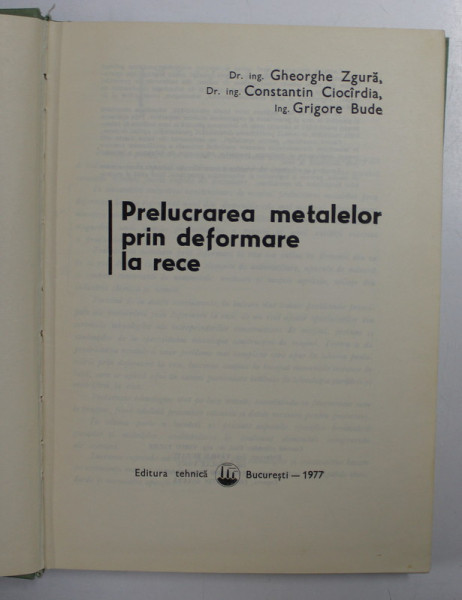 Dr. ing. Gheorghe Zgură,
Dr. ing. Constantin Ciocîrdia,
Ing. Grigore Bude
Prelucrarea metalelor
prin deformare
la rece
Editura tehnică București — 1977